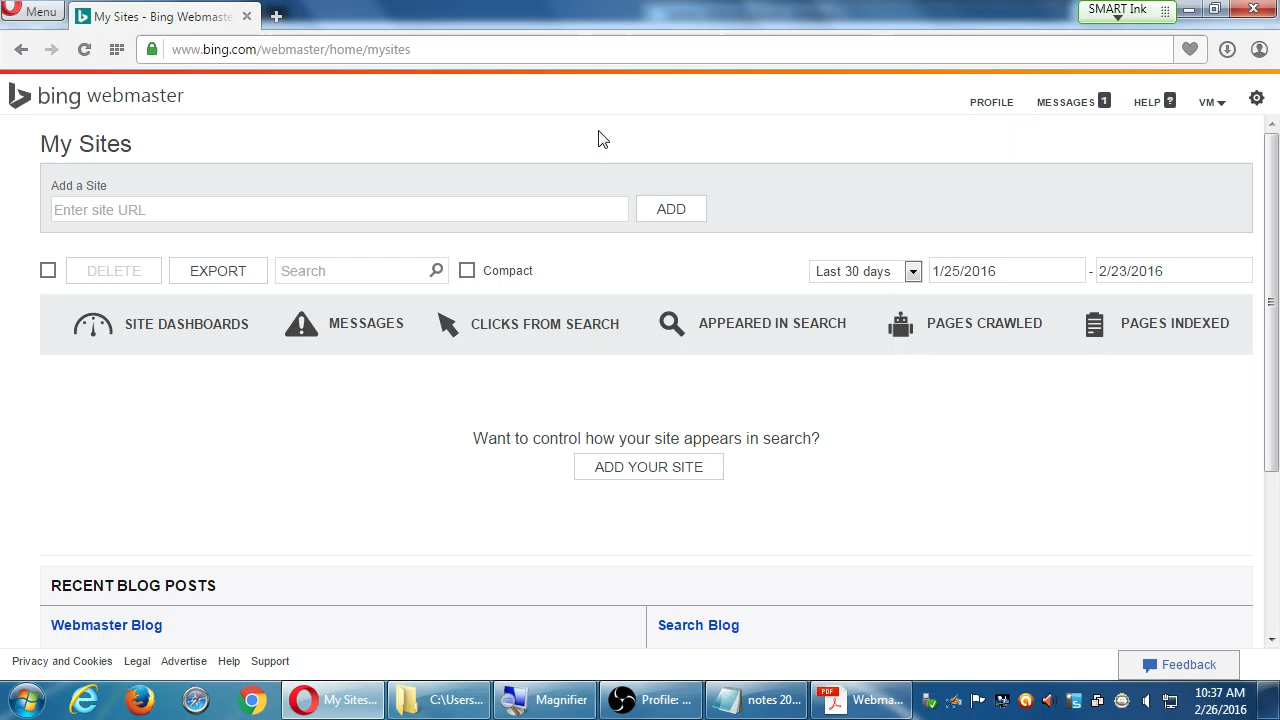 Menu
My Sites - Bing Webmaste
SMART Ink
www.bing.com/webmaster/home/mysites
bing webmaster
PROFILE
MESSAGES 1
HELP ?
VM
My Sites
Add a Site
Enter site URL
ADD
DELETE
EXPORT
Search
Compact
Last 30 days
1/25/2016
-
2/23/2016
SITE DASHBOARDS
MESSAGES
CLICKS FROM SEARCH
APPEARED IN SEARCH
PAGES CRAWLED
PAGES INDEXED
Want to control how your site appears in search?
ADD YOUR SITE
RECENT BLOG POSTS
Webmaster Blog
Search Blog
Privacy and Cookies
Legal
Advertise
Help
Support
Feedback
My Sites...
C:\Users...
Magnifier
Profile: ...
notes 20...
PDF
Webma...
10:37 AM
2/26/2016